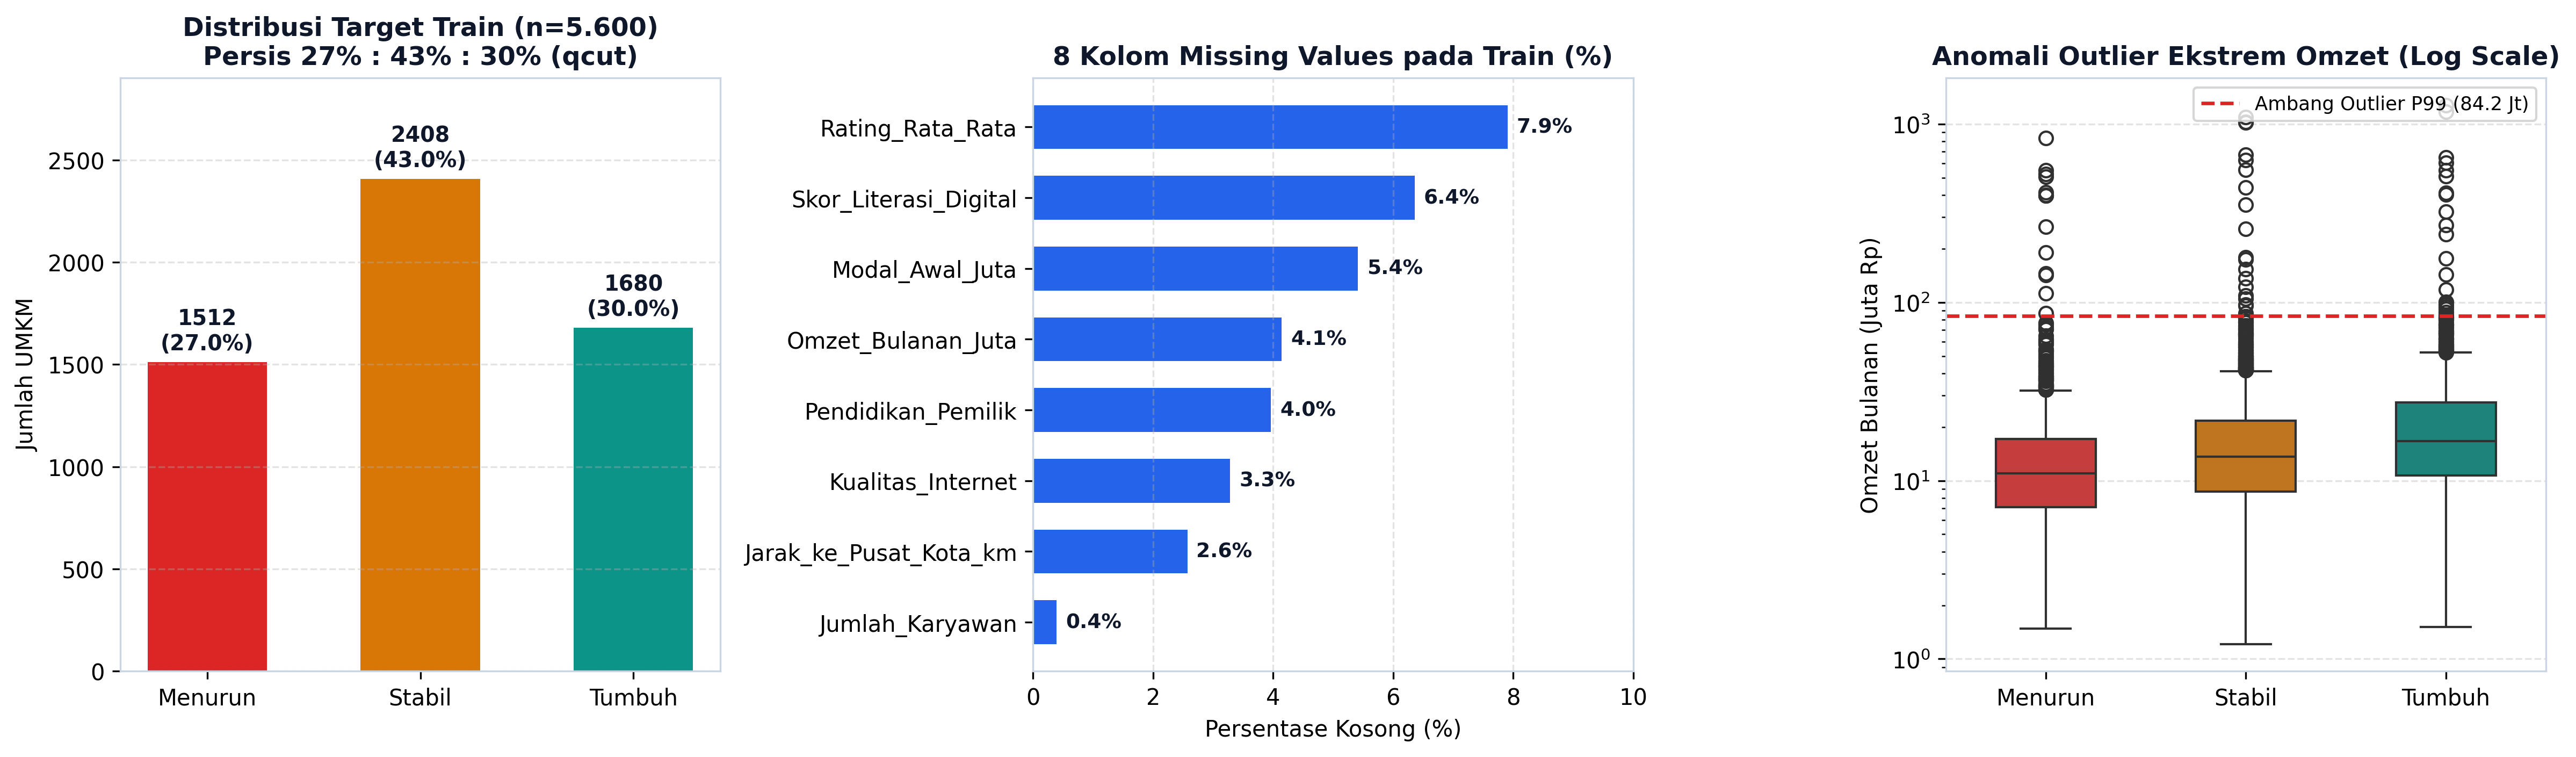 Distribusi Target Train (n=5.600)
Persis 27% : 43% : 30% (qcut)
Jumlah UMKM
2500
2000
1500
1000
500
0
1512
(27.0%)
2408
(43.0%)
1680
(30.0%)
Menurun
Stabil
Tumbuh
8 Kolom Missing Values pada Train (%)
Rating_Rata_Rata
7.9%
Skor_Literasi_Digital
6.4%
Modal_Awal_Juta
5.4%
Omzet_Bulanan_Juta
4.1%
Pendidikan_Pemilik
4.0%
Kualitas_Internet
3.3%
Jarak_ke_Pusat_Kota_km
2.6%
Jumlah_Karyawan
0.4%
0
2
4
6
8
10
Persentase Kosong (%)
Anomali Outlier Ekstrem Omzet (Log Scale)
Ambang Outlier P99 (84.2 Jt)
Omzet Bulanan (Juta Rp)
10³
10²
10¹
10⁰
Menurun
Stabil
Tumbuh